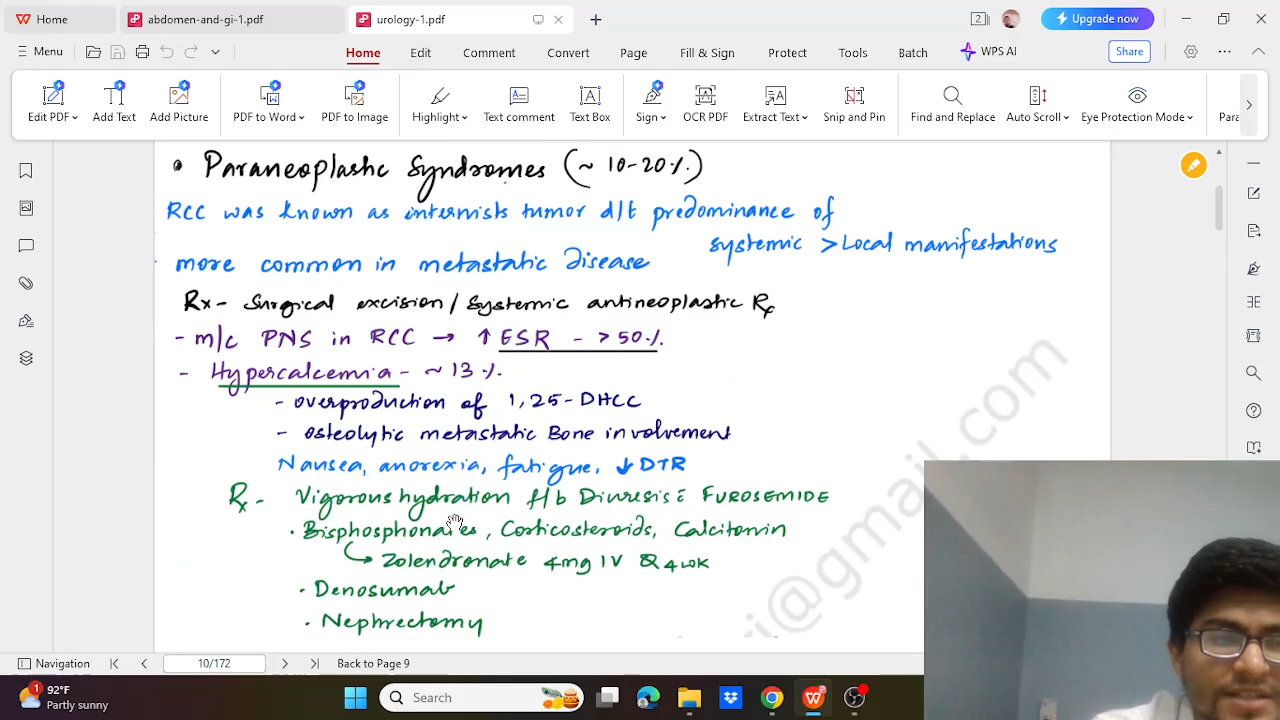 Home
abdomen-and-gi-1.pdf
urology-1.pdf
2
Upgrade now
Menu
Home
Edit
Comment
Convert
Page
Fill & Sign
Protect
Tools
Batch
WPS AI
Share
Edit PDF
Add Text
Add Picture
PDF to Word
PDF to Image
Highlight
Text comment
Text Box
Sign
OCR PDF
Extract Text
Snip and Pin
Find and Replace
Auto Scroll
Eye Protection Mode
Para
• Paraneoplastic Syndromes (~ 10-20%)
RCC was known as internists tumor d/t predominance of
systemic > Local manifestations
more common in metastatic disease
Rx- Surgical excision / Systemic antineoplastic Rx
- m/c PNS in RCC → ↑ ESR - > 50%.
- Hypercalcemia - ~ 13%.
- overproduction of 1,25-DHCC
- osteolytic metastatic Bone involvement
Nausea, anorexia, fatigue, ↓ DTR
Rx - Vigorous hydration f/b Diuresis c̄ FUROSEMIDE
• Bisphosphonates, Corticosteroids, Calcitonin
↳ Zolendronate 4mg IV Q 4wk
• Denosumab
• Nephrectomy
i@gmail.com
Navigation
10/172
Back to Page 9
1
92°F
Partly sunny
Search